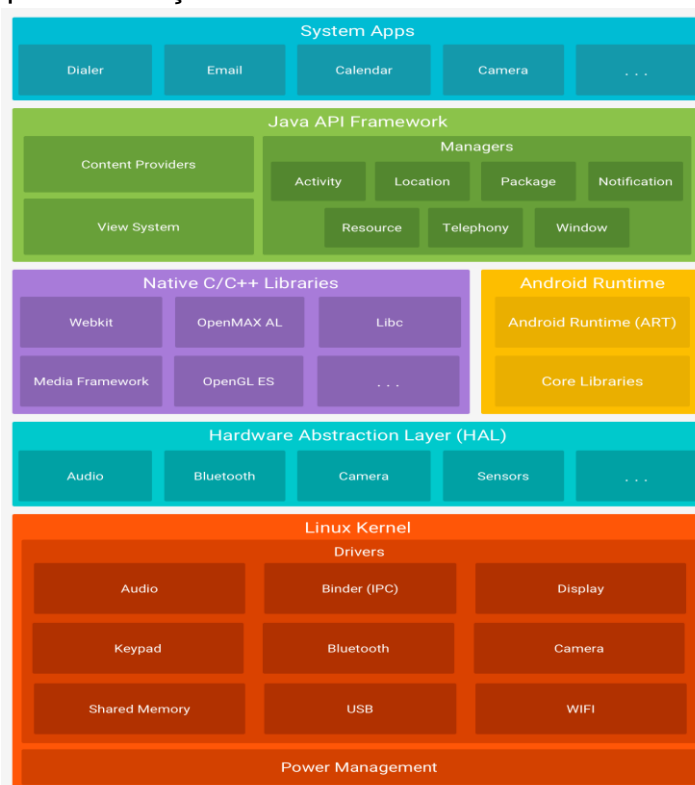 System Apps
Dialer Email Calendar Camera . . .
Java API Framework
Content Providers
View System
Managers
Activity Location Package Notification
Resource Telephony Window
Native C/C++ Libraries
Webkit OpenMAX AL Libc
Media Framework OpenGL ES . . .
Android Runtime
Android Runtime (ART)
Core Libraries
Hardware Abstraction Layer (HAL)
Audio Bluetooth Camera Sensors . . .
Linux Kernel
Drivers
Audio Binder (IPC) Display
Keypad Bluetooth Camera
Shared Memory USB WIFI
Power Management